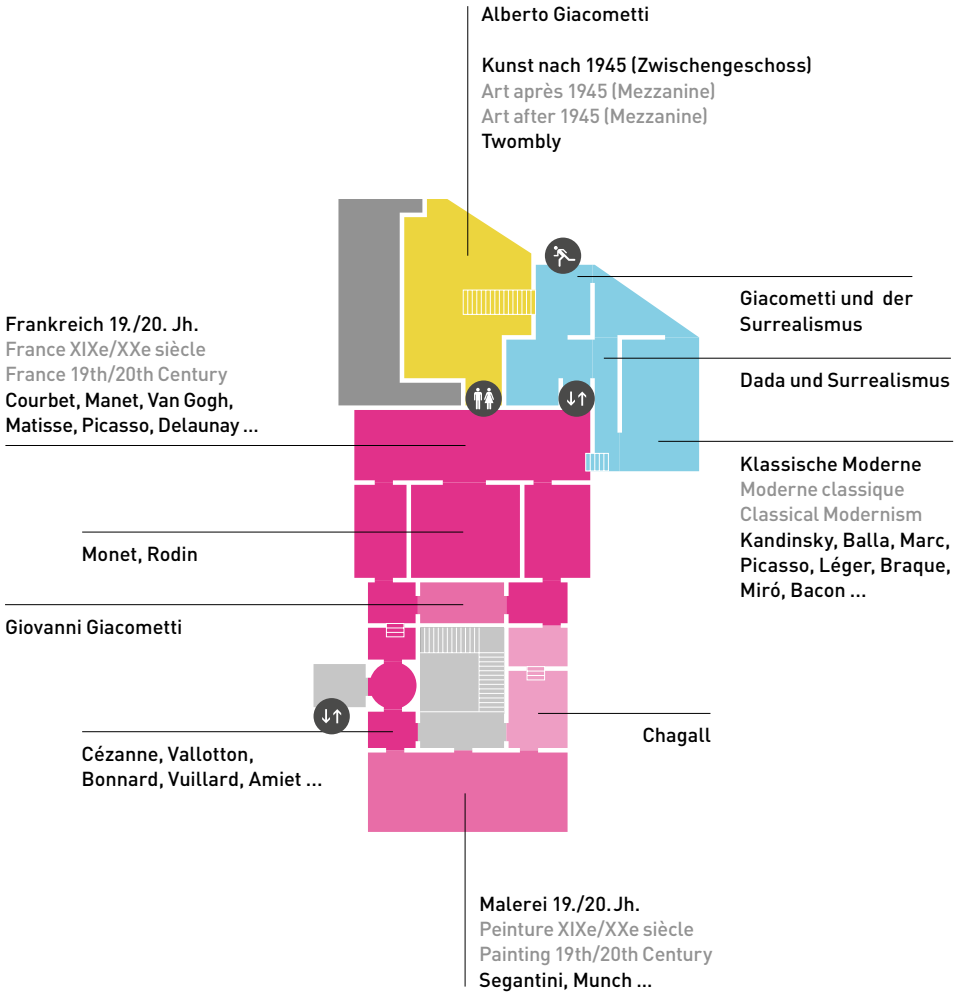 Alberto Giacometti
Kunst nach 1945 (Zwischengeschoss)
Art après 1945 (Mezzanine)
Art after 1945 (Mezzanine)
Twombly
Giacometti und der
Surrealismus
Frankreich 19./20. Jh.
France XIXe/XXe siècle
France 19th/20th Century
Courbet, Manet, Van Gogh,
Matisse, Picasso, Delaunay ...
Dada und Surrealismus
Klassische Moderne
Moderne classique
Classical Modernism
Kandinsky, Balla, Marc,
Picasso, Léger, Braque,
Miró, Bacon ...
Monet, Rodin
Giovanni Giacometti
Chagall
Cézanne, Vallotton,
Bonnard, Vuillard, Amiet ...
Malerei 19./20. Jh.
Peinture XIXe/XXe siècle
Painting 19th/20th Century
Segantini, Munch ...